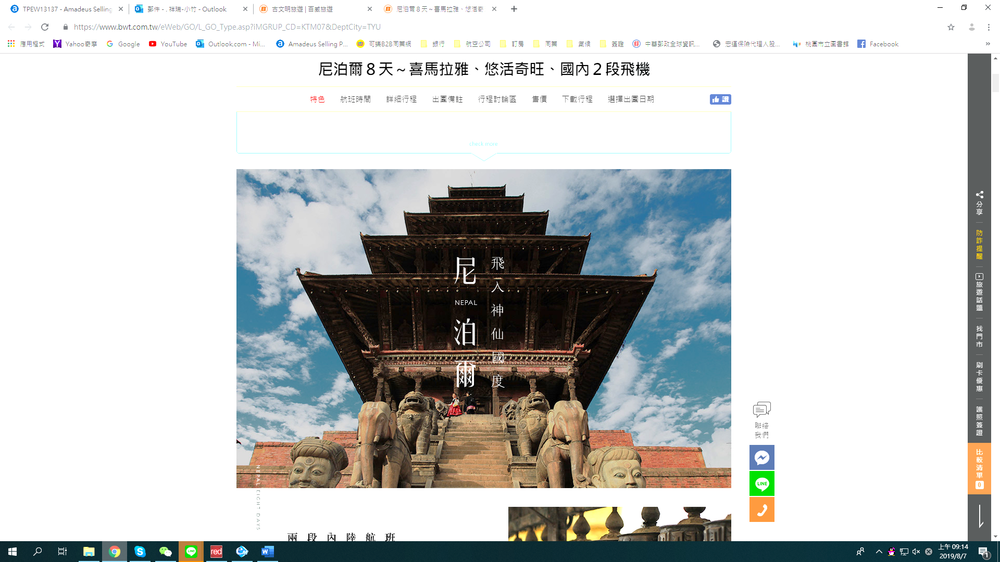 TPEW13137 - Amadeus Selling
郵件 - . 祥瑞-小竹 - Outlook
古文明旅遊 | 百威旅遊
尼泊爾８天～喜馬拉雅、悠活奇
https://www.bwt.com.tw/eWeb/GO/L_GO_Type.asp?iMGRUP_CD=KTM07&DeptCity=TYU
應用程式
Yahoo奇摩
Google
YouTube
Outlook.com - Mi...
Amadeus Selling P...
可樂B2B同業網
銀行
航空公司
訂房
同業
氣候
簽證
中華郵政全球資訊...
宏運保險代理人股...
桃園市立圖書館
Facebook
»
尼泊爾８天～喜馬拉雅、悠活奇旺、國內２段飛機
特色
航班時間
詳細行程
出團備註
行程討論區
售價
下載行程
選擇出團日期
讚
check more
尼泊爾
NEPAL
飛入神仙國度
NEPAL EIGHT DAYS
兩段內陸航班
聯絡
我們
LINE
分享
防詐提醒
旅遊話題
找門市
刷卡優惠
護照簽證
比較清單
0
LINE
red
上午 09:14
2019/8/7
1